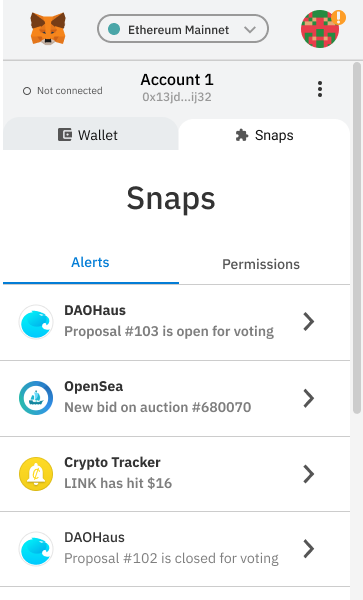 Ethereum Mainnet
!
Not connected
Account 1
0x13jd...ij32
Wallet
Snaps
Snaps
Alerts
Permissions
DAOHaus
Proposal #103 is open for voting
OpenSea
New bid on auction #680070
Crypto Tracker
LINK has hit $16
DAOHaus
Proposal #102 is closed for voting